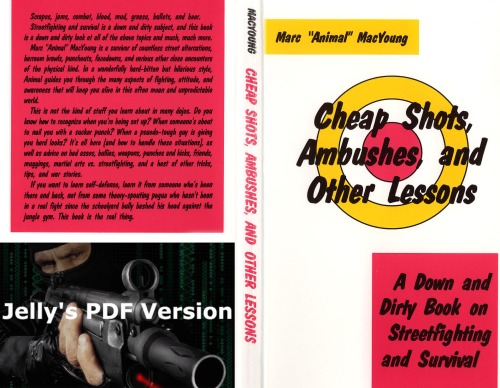 Scrapes, jams, combat, blood, mud, grease, bullets, and beer.
Streetfighting and survival is a down and dirty subject, and this book
is a down and dirty look at all of the above topics and much, much more.
Marc "Animal" MacYoung is a survivor of countless street altercations,
barroom brawls, punchouts, facedowns, and various other close encounters
of the physical kind. In a wonderfully hard-bitten but hilarious style,
Animal guides you through the many aspects of fighting, attitude, and
awareness that will keep you alive in this often mean and unpredictable
world.
This is not the kind of stuff you learn about in many dojos. Do you
know how to recognize when you're being set up? When someone's about
to nail you with a sucker punch? When a pseudo-tough guy is giving
you hard looks? It's all here (and how to handle these situations), as
well as advice on bad asses, bullies, weapons, punches and kicks, friends,
muggings, martial arts vs. streetfighting, and a host of other tricks,
tips, and war stories.
If you want to learn self-defense, learn it from someone who's been
there and back, not from some theory-spouting pogue who hasn't been
in a real fight since the schoolyard bully bashed his head against the
jungle gym. This book is the real thing.
Jelly's PDF Version
MACYOUNG
CHEAP SHOTS, AMBUSHES, AND OTHER LESSONS
Marc "Animal" MacYoung
Cheap Shots,
Ambushes, and
Other Lessons
A Down and
Dirty Book on
Streetfighting
and Survival